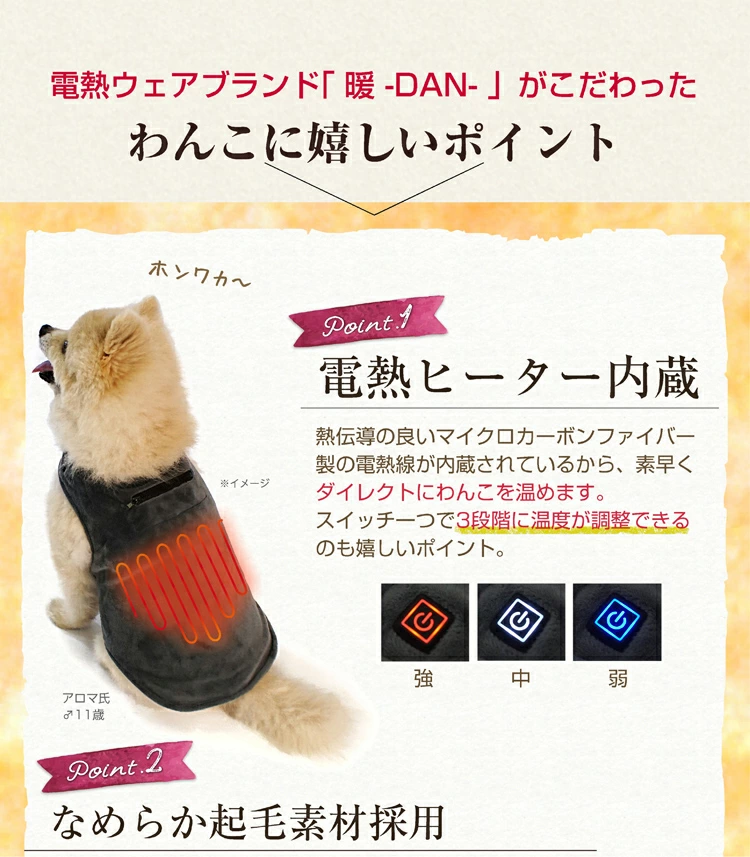 電熱ウェアブランド「 暖 -DAN- 」がこだわった
わんこに嬉しいポイント
ホンワカ〜
Point.1
電熱ヒーター内蔵
熱伝導の良いマイクロカーボンファイバー
製の電熱線が内蔵されているから、素早く
ダイレクトにわんこを温めます。
スイッチ一つで3段階に温度が調整できる
のも嬉しいポイント。
※イメージ
強
中
弱
アロマ氏
♂11歳
Point.2
なめらか起毛素材採用